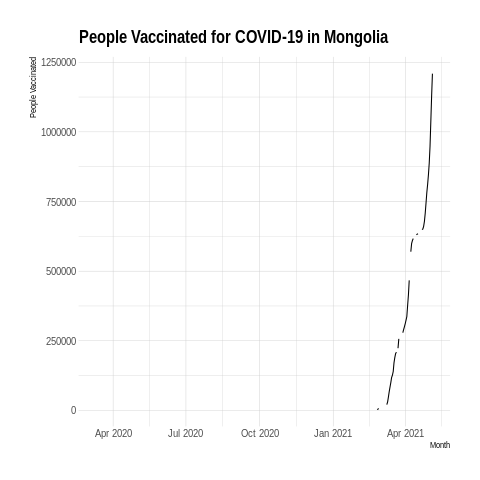 People Vaccinated for COVID-19 in Mongolia
People Vaccinated
1250000
1000000
750000
500000
250000
0
Apr 2020 Jul 2020 Oct 2020 Jan 2021 Apr 2021
Month